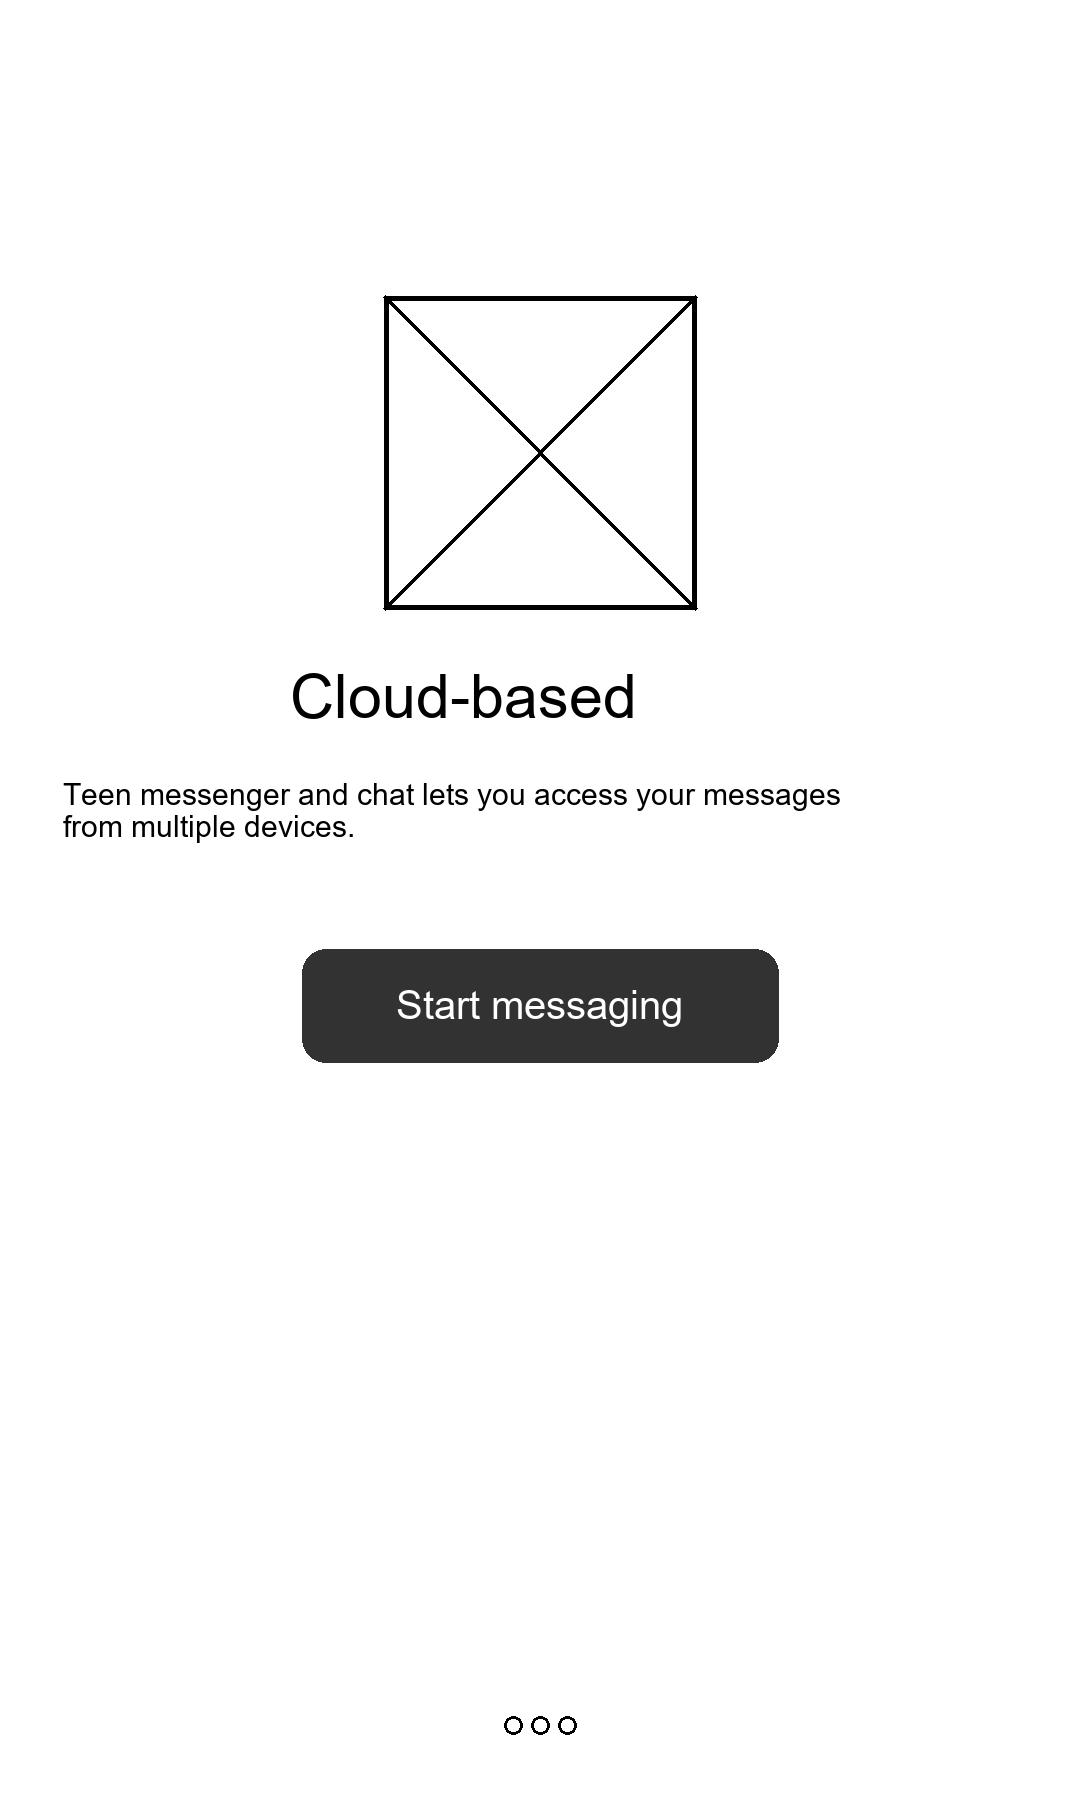 Cloud-based
Teen messenger and chat lets you access your messages
from multiple devices.
Start messaging